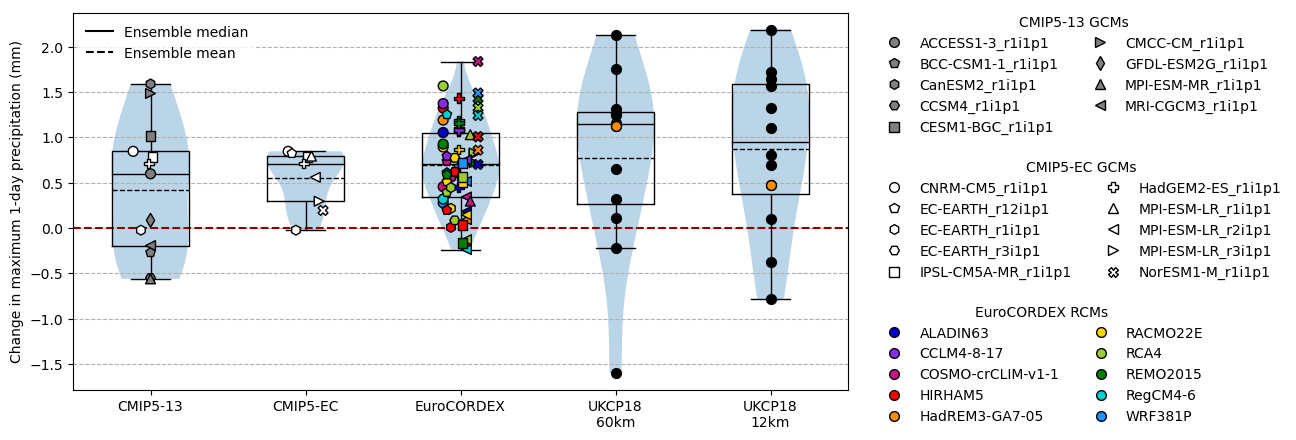 Change in maximum 1-day precipitation (mm)
2.0
1.5
1.0
0.5
0.0
−0.5
−1.0
−1.5
Ensemble median
Ensemble mean
CMIP5-13
CMIP5-EC
EuroCORDEX
UKCP18
60km
UKCP18
12km
CMIP5-13 GCMs
ACCESS1-3_r1i1p1
BCC-CSM1-1_r1i1p1
CanESM2_r1i1p1
CCSM4_r1i1p1
CESM1-BGC_r1i1p1
CMCC-CM_r1i1p1
GFDL-ESM2G_r1i1p1
MPI-ESM-MR_r1i1p1
MRI-CGCM3_r1i1p1
CMIP5-EC GCMs
CNRM-CM5_r1i1p1
EC-EARTH_r12i1p1
EC-EARTH_r1i1p1
EC-EARTH_r3i1p1
IPSL-CM5A-MR_r1i1p1
HadGEM2-ES_r1i1p1
MPI-ESM-LR_r1i1p1
MPI-ESM-LR_r2i1p1
MPI-ESM-LR_r3i1p1
NorESM1-M_r1i1p1
EuroCORDEX RCMs
ALADIN63
CCLM4-8-17
COSMO-crCLIM-v1-1
HIRHAM5
HadREM3-GA7-05
RACMO22E
RCA4
REMO2015
RegCM4-6
WRF381P